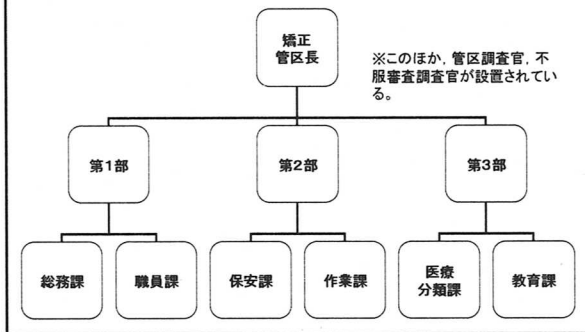 矯正
管区長
※このほか，管区調査官，不
服審査調査官が設置されてい
る。
第1部
第2部
第3部
総務課
職員課
保安課
作業課
医療
分類課
教育課